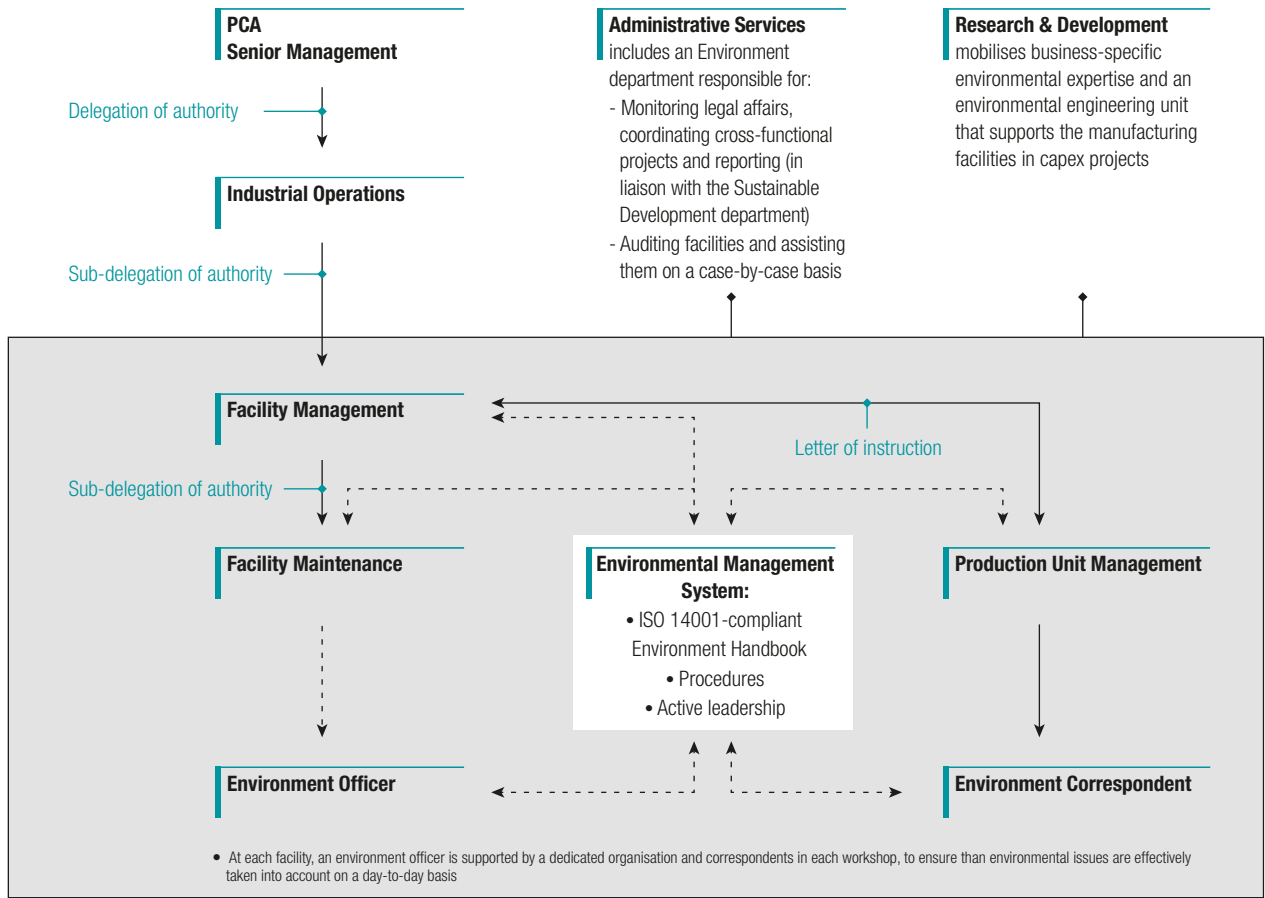 PCA
Senior Management
Delegation of authority
Industrial Operations
Sub-delegation of authority
Administrative Services
includes an Environment
department responsible for:
- Monitoring legal affairs,
coordinating cross-functional
projects and reporting (in
liaison with the Sustainable
Development department)
- Auditing facilities and assisting
them on a case-by-case basis
Research & Development
mobilises business-specific
environmental expertise and an
environmental engineering unit
that supports the manufacturing
facilities in capex projects
Facility Management
Letter of instruction
Sub-delegation of authority
Facility Maintenance
Environmental Management
System:
• ISO 14001-compliant
Environment Handbook
• Procedures
• Active leadership
Production Unit Management
Environment Officer
Environment Correspondent
• At each facility, an environment officer is supported by a dedicated organisation and correspondents in each workshop, to ensure than environmental issues are effectively
taken into account on a day-to-day basis